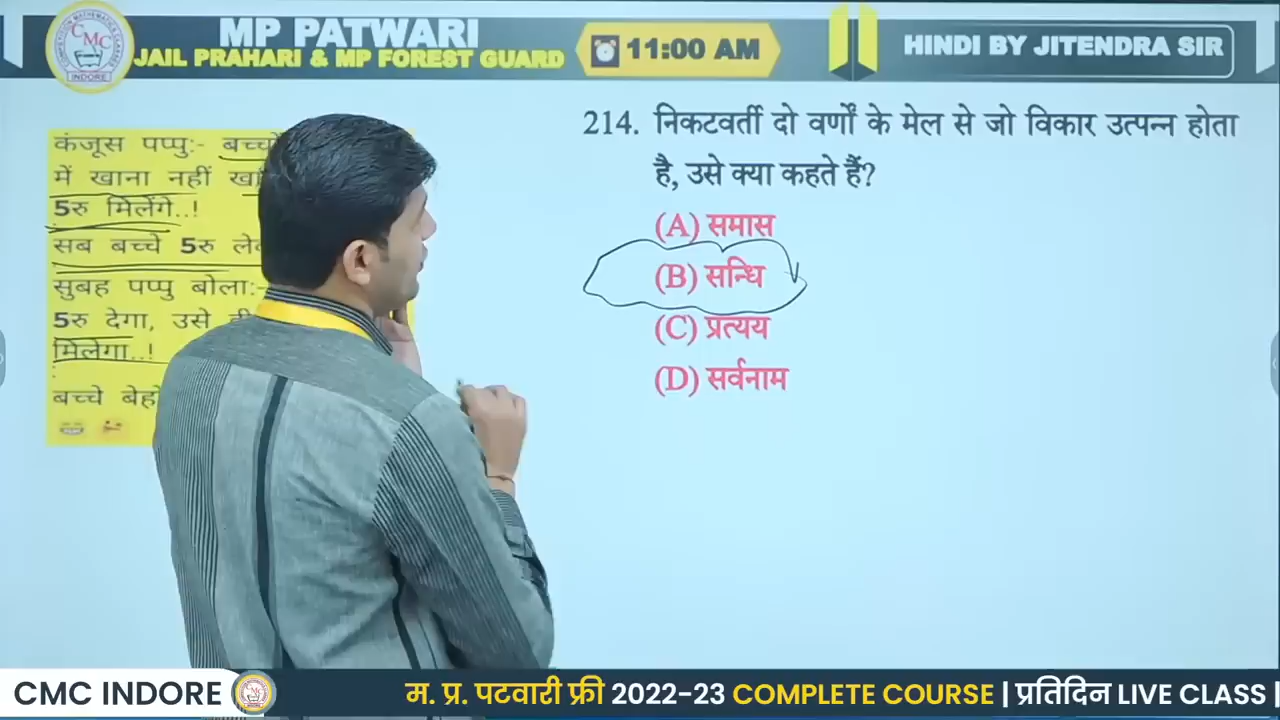 MP PATWARI
JAIL PRAHARI & MP FOREST GUARD
CMC
INDORE
11:00 AM
HINDI BY JITENDRA SIR
कंजूस पप्पुः-
में खाना नहीं
5रु मिलेंगे..!
सब बच्चे 5रु
सुबह पप्पु बोलाः-
5रु देगा, उसे
मिलेगा..!
बच्चे
214. निकटवर्ती दो वर्णों के मेल से जो विकार उत्पन्न होता
है, उसे क्या कहते हैं?
(A) समास
(B) सन्धि
(C) प्रत्यय
(D) सर्वनाम
CMC INDORE
म. प्र. पटवारी फ्री 2022-23 COMPLETE COURSE | प्रतिदिन LIVE CLASS |